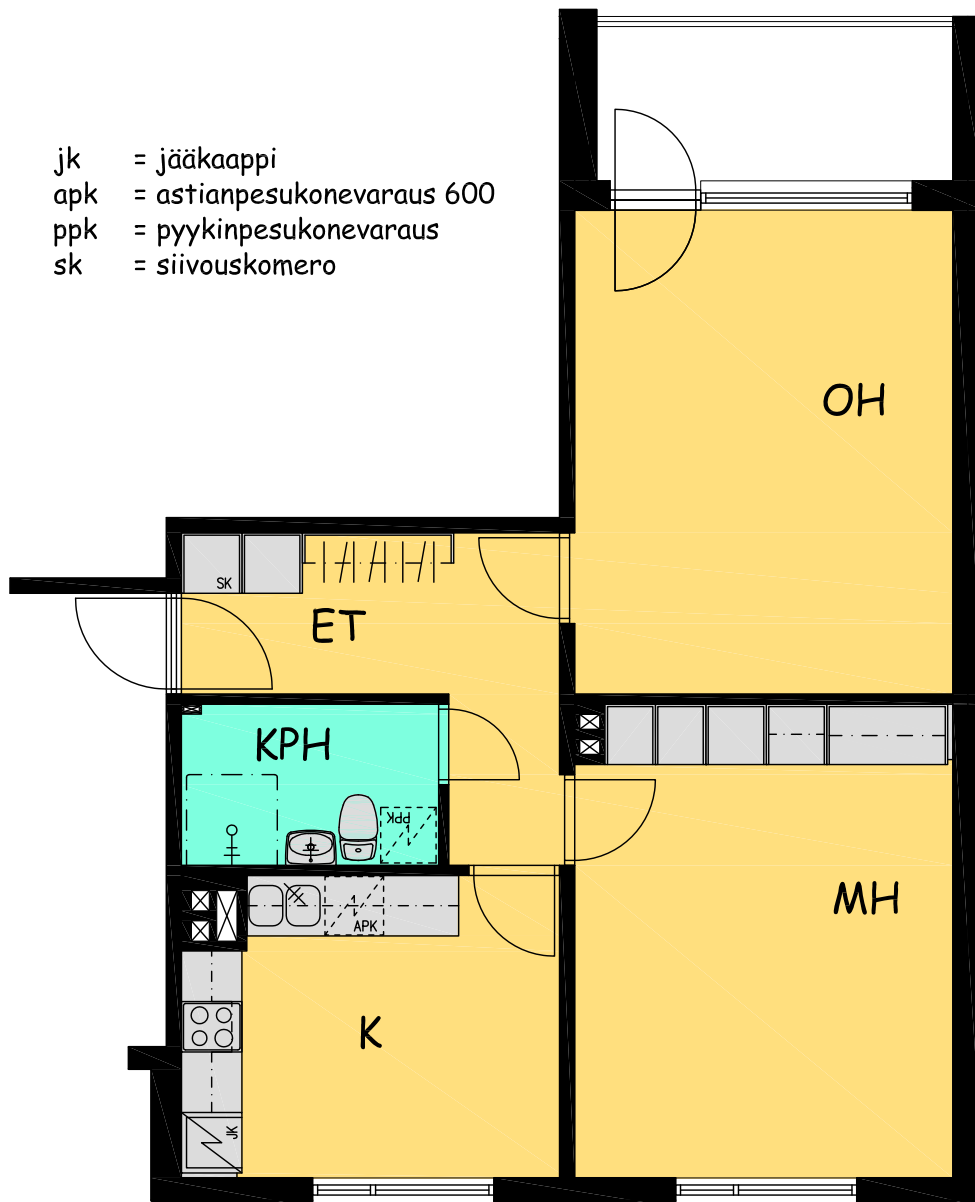 jk = jääkaappi
apk = astianpesukonevaraus 600
ppk = pyykinpesukonevaraus
sk = siivouskomero
OH
SK
ET
KPH
PPK
MH
APK
K
JK